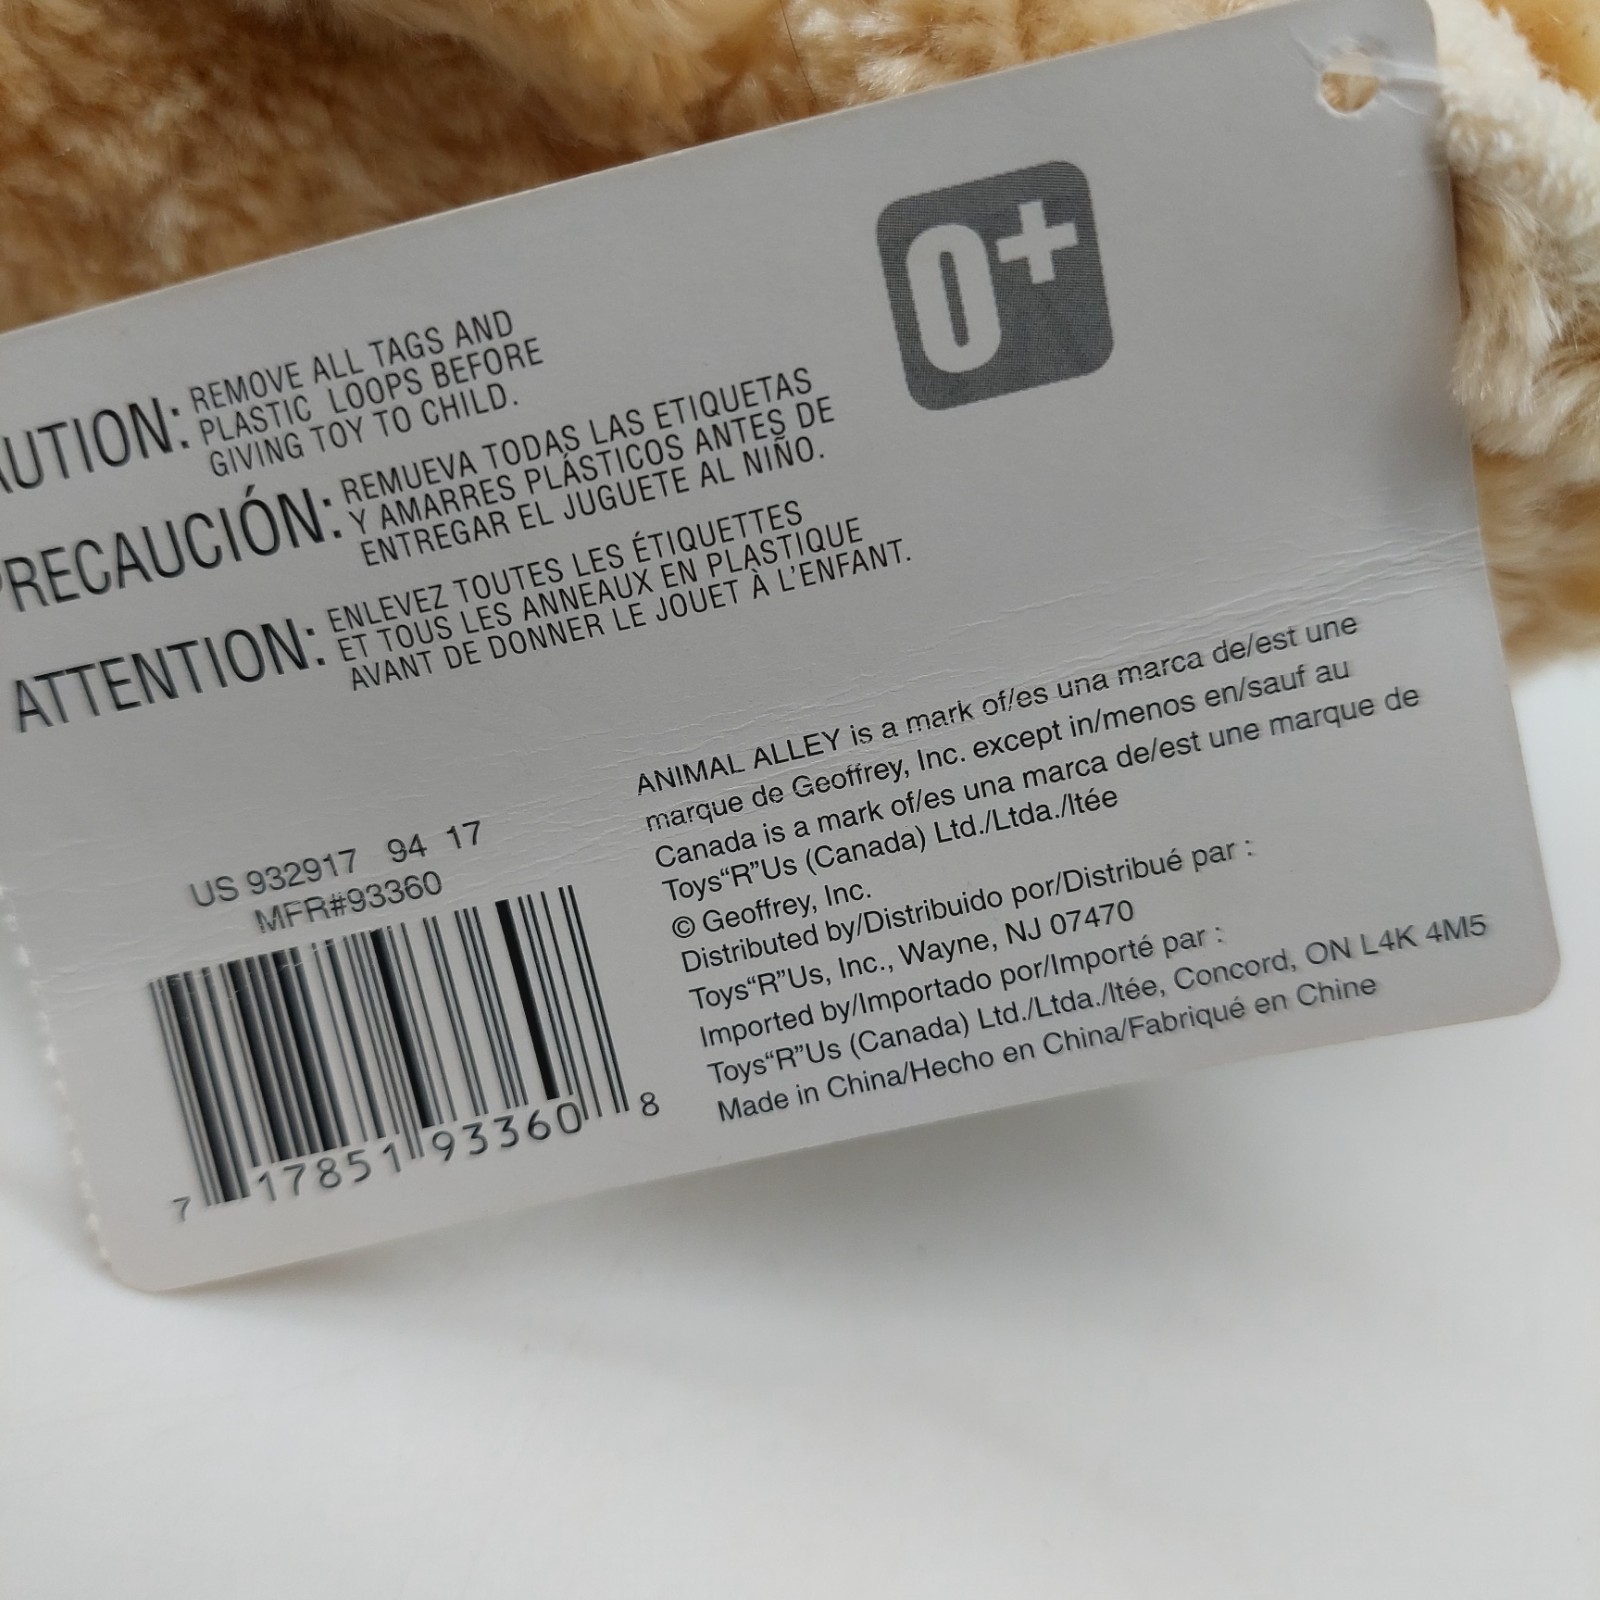 0+
AUTION: REMOVE ALL TAGS AND
PLASTIC LOOPS BEFORE
GIVING TOY TO CHILD.
PRECAUCIÓN: REMUEVA TODAS LAS ETIQUETAS
Y AMARRES PLÁSTICOS ANTES DE
ENTREGAR EL JUGUETE AL NIÑO.
ATTENTION: ENLEVEZ TOUTES LES ÉTIQUETTES
ET TOUS LES ANNEAUX EN PLASTIQUE
AVANT DE DONNER LE JOUET À L'ENFANT.
US 932917 94 17
MFR#93360
7 17851 93360 8
ANIMAL ALLEY is a mark of/es una marca de/est une
marque de Geoffrey, Inc. except in/menos en/sauf au
Canada is a mark of/es una marca de/est une marque de
Toys“R”Us (Canada) Ltd./Ltda./ltée
© Geoffrey, Inc.
Distributed by/Distribuido por/Distribué par :
Toys“R”Us, Inc., Wayne, NJ 07470
Imported by/Importado por/Importé par :
Toys“R”Us (Canada) Ltd./Ltda./ltée, Concord, ON L4K 4M5
Made in China/Hecho en China/Fabriqué en Chine